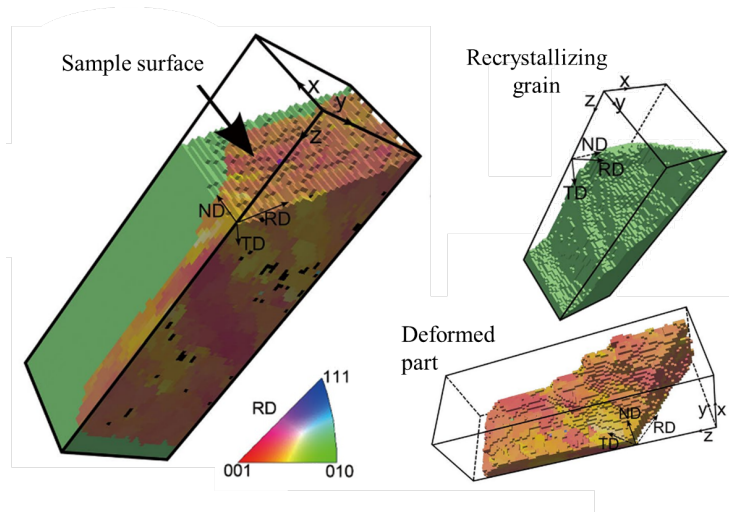 Sample surface
x
y
z
ND
RD
TD
Recrystallizing
grain
x
z
y
ND
RD
TD
Deformed
part
ND
RD
TD
y
x
z
RD
111
001
010